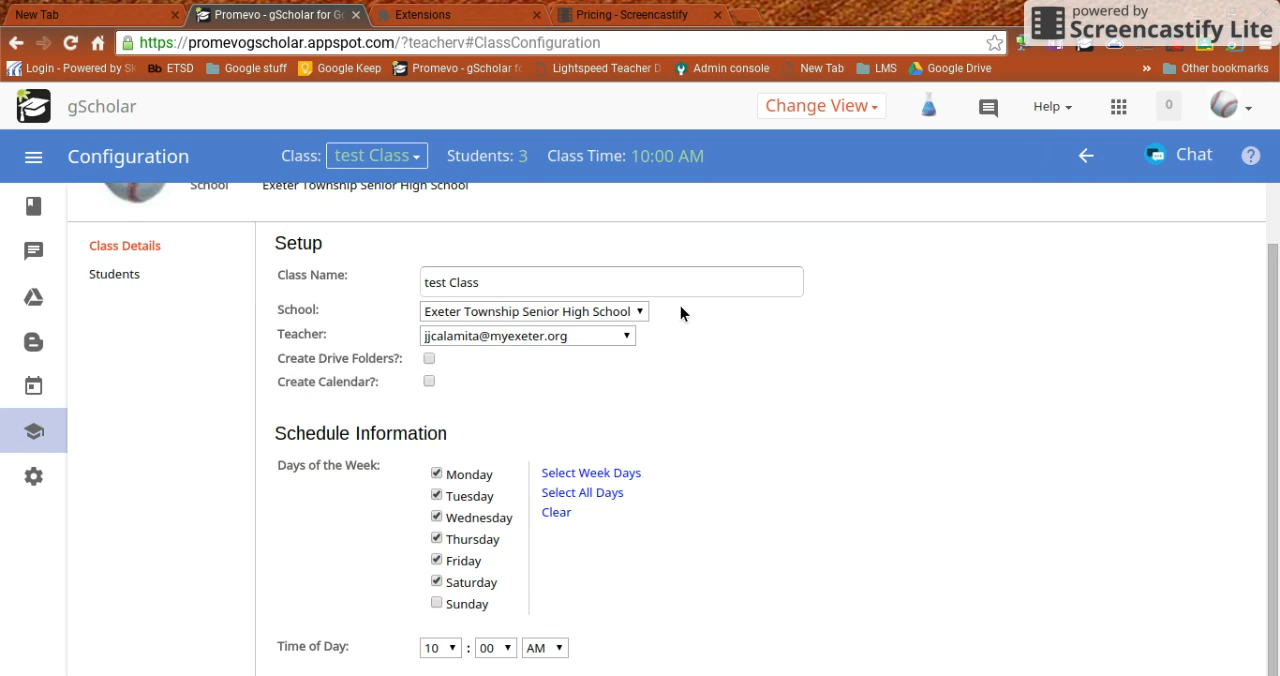 New Tab
Promevo - gScholar for Go
Extensions
Pricing - Screencastify
powered by
Screencastify Lite
https://promevogscholar.appspot.com/?teacherv#ClassConfiguration
Login - Powered by Sk
Bb ETSD
Google stuff
Google Keep
Promevo - gScholar fo
Lightspeed Teacher D
Admin console
New Tab
LMS
Google Drive
»
Other bookmarks
gScholar
Change View
Help
0
Configuration
Class: test Class
Students: 3
Class Time: 10:00 AM
Chat
School
Exeter Township Senior High School
Class Details
Students
Setup
Class Name:
test Class
School:
Exeter Township Senior High School
Teacher:
jjcalamita@myexeter.org
Create Drive Folders?:
Create Calendar?:
Schedule Information
Days of the Week:
Monday
Tuesday
Wednesday
Thursday
Friday
Saturday
Sunday
Select Week Days
Select All Days
Clear
Time of Day:
10 : 00 AM